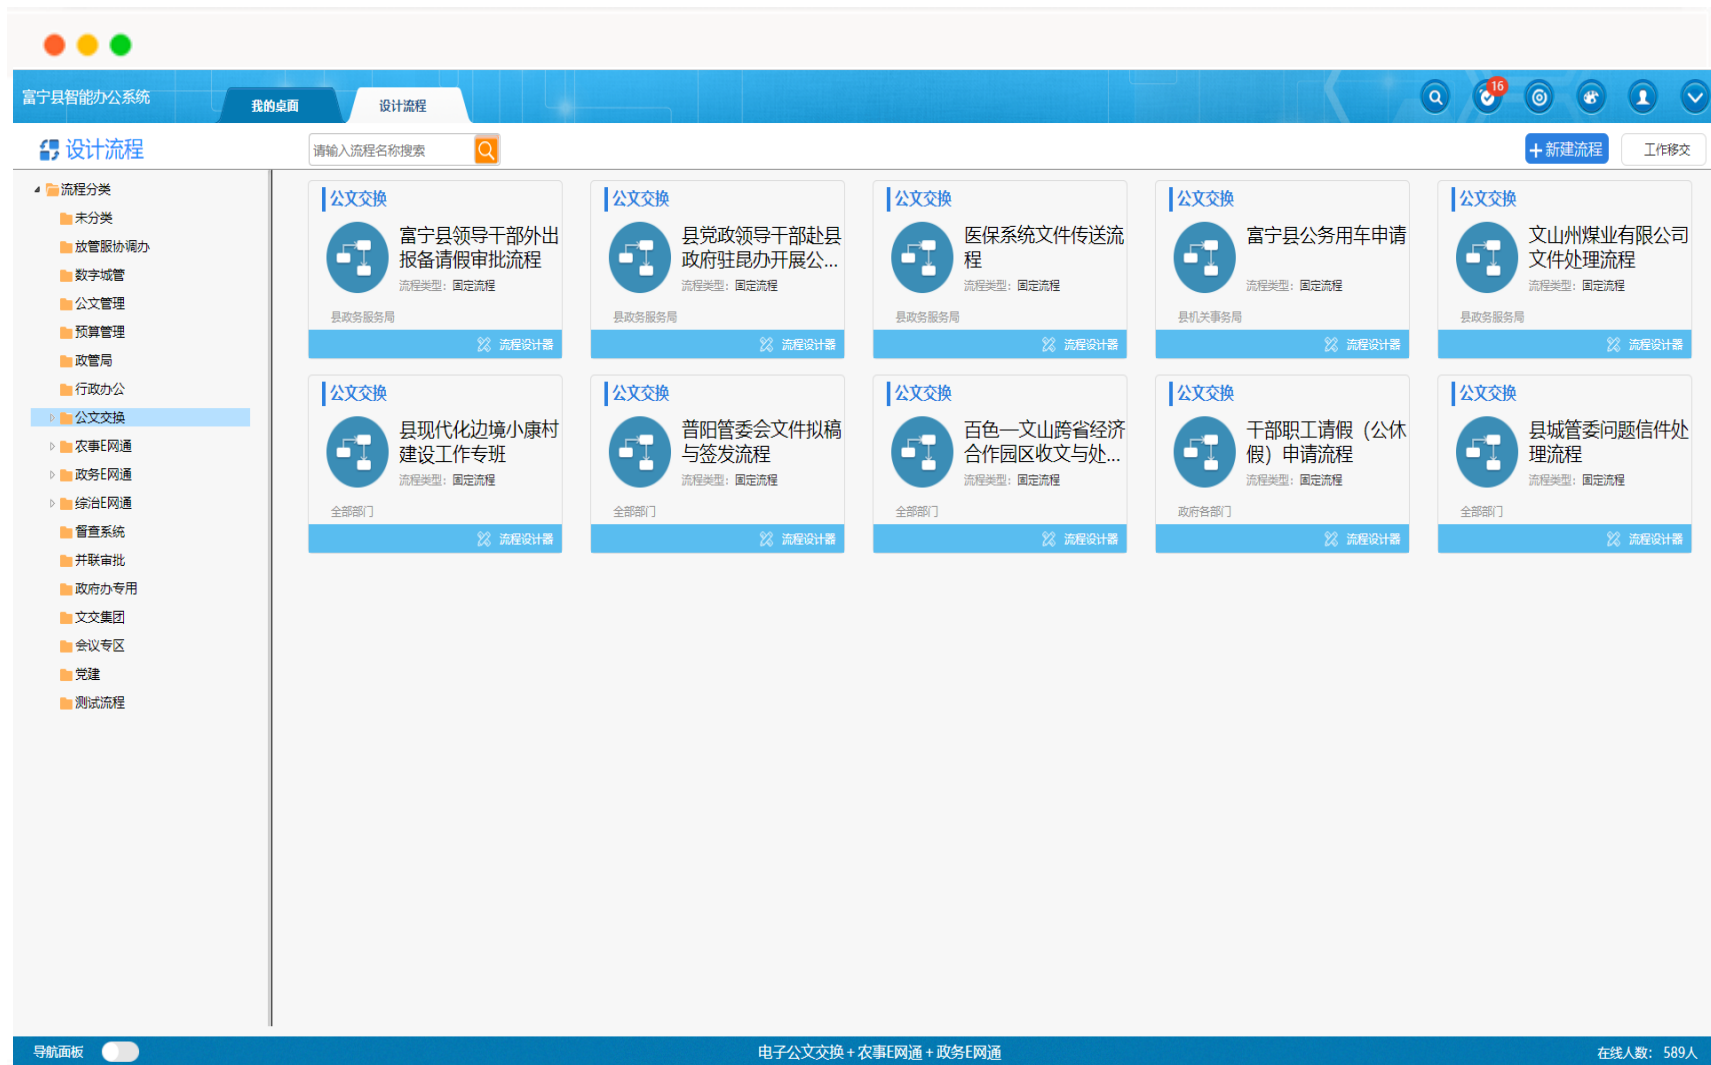 富宁县智能办公系统
我的桌面
设计流程
16
设计流程
请输入流程名称搜索
新建流程
工作移交
流程分类
未分类
放管服协调办
数字城管
公文管理
预算管理
政管局
行政办公
公文交换
农事E网通
政务E网通
综治E网通
督查系统
并联审批
政府办专用
文交集团
会议专区
党建
测试流程
公文交换
富宁县领导干部外出
报备请假审批流程
流程类型：固定流程
县政务服务局
流程设计器
公文交换
县党政领导干部赴县
政府驻昆办开展公...
流程类型：固定流程
县政务服务局
流程设计器
公文交换
医保系统文件传送流
程
流程类型：固定流程
县政务服务局
流程设计器
公文交换
富宁县公务用车申请
流程类型：固定流程
县机关事务局
流程设计器
公文交换
文山州煤业有限公司
文件处理流程
流程类型：固定流程
县政务服务局
流程设计器
公文交换
县现代化边境小康村
建设工作专班
流程类型：固定流程
全部部门
流程设计器
公文交换
普阳管委会文件拟稿
与签发流程
流程类型：固定流程
全部部门
流程设计器
公文交换
百色—文山跨省经济
合作园区收文与处...
流程类型：固定流程
全部部门
流程设计器
公文交换
干部职工请假（公休
假）申请流程
流程类型：固定流程
政府各部门
流程设计器
公文交换
县城管委问题信件处
理流程
流程类型：固定流程
全部部门
流程设计器
导航面板
电子公文交换+农事E网通+政务E网通
在线人数： 589人